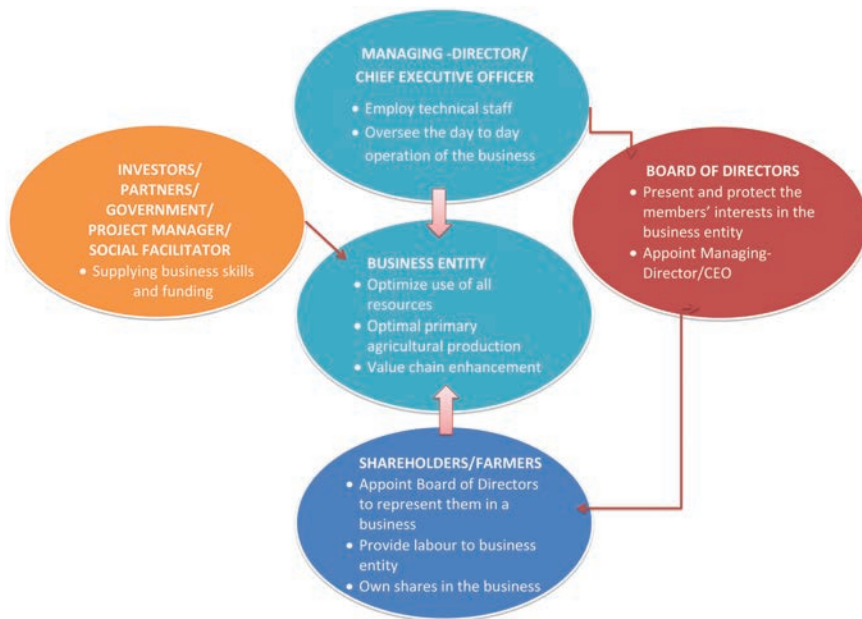 MANAGING -DIRECTOR/
CHIEF EXECUTIVE OFFICER
• Employ technical staff
• Oversee the day to day
operation of the business
INVESTORS/
PARTNERS/
GOVERNMENT/
PROJECT MANAGER/
SOCIAL FACILITATOR
• Supplying business skills
and funding
BOARD OF DIRECTORS
• Present and protect the
members' interests in the
business entity
• Appoint Managing-
Director/CEO
BUSINESS ENTITY
• Optimize use of all
resources
• Optimal primary
agricultural production
• Value chain enhancement
SHAREHOLDERS/FARMERS
• Appoint Board of Directors
to represent them in a
business
• Provide labour to business
entity
• Own shares in the business